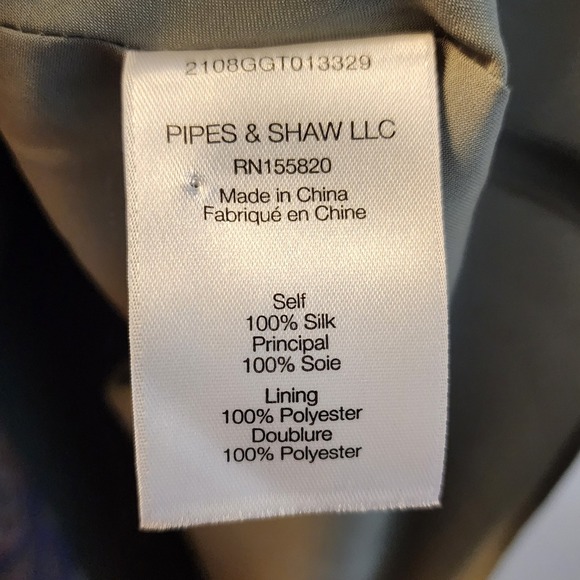 2108GGT013329
PIPES & SHAW LLC
RN155820
Made in China
Fabriqué en Chine
Self
100% Silk
Principal
100% Soie
Lining
100% Polyester
Doublure
100% Polyester